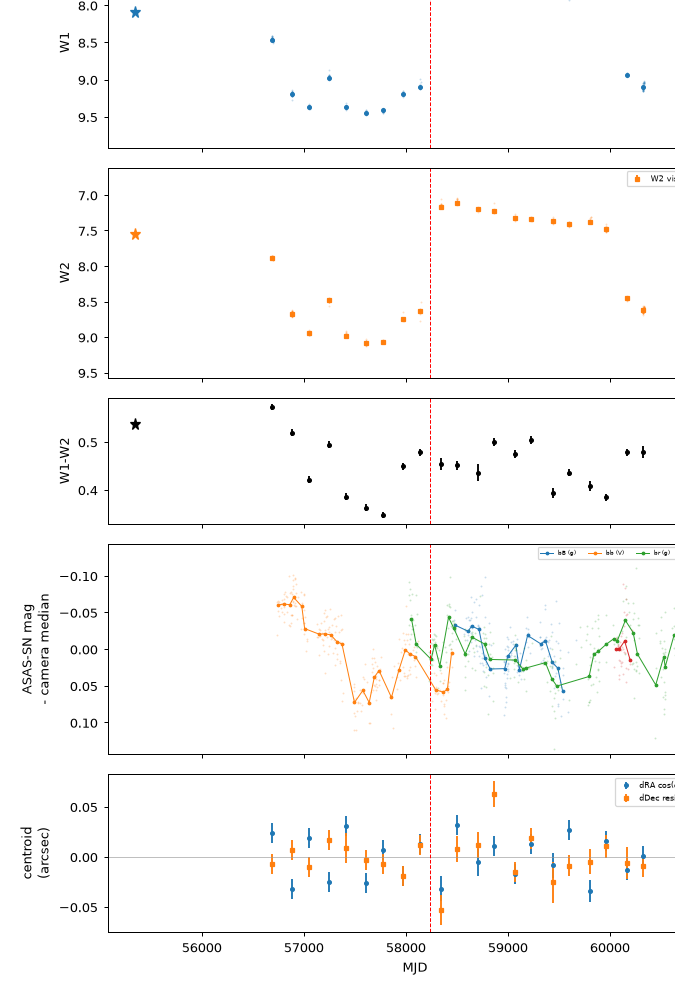 8.0
8.5
9.0
9.5
W1
7.0
7.5
8.0
8.5
9.0
9.5
W2
W2 vis
0.5
0.4
W1-W2
−0.10
−0.05
0.00
0.05
0.10
ASAS-SN mag
- camera median
bB (g)
bb (V)
br (g)
0.05
0.00
−0.05
centroid
(arcsec)
dRA cos(
dDec res
56000
57000
58000
59000
60000
MJD